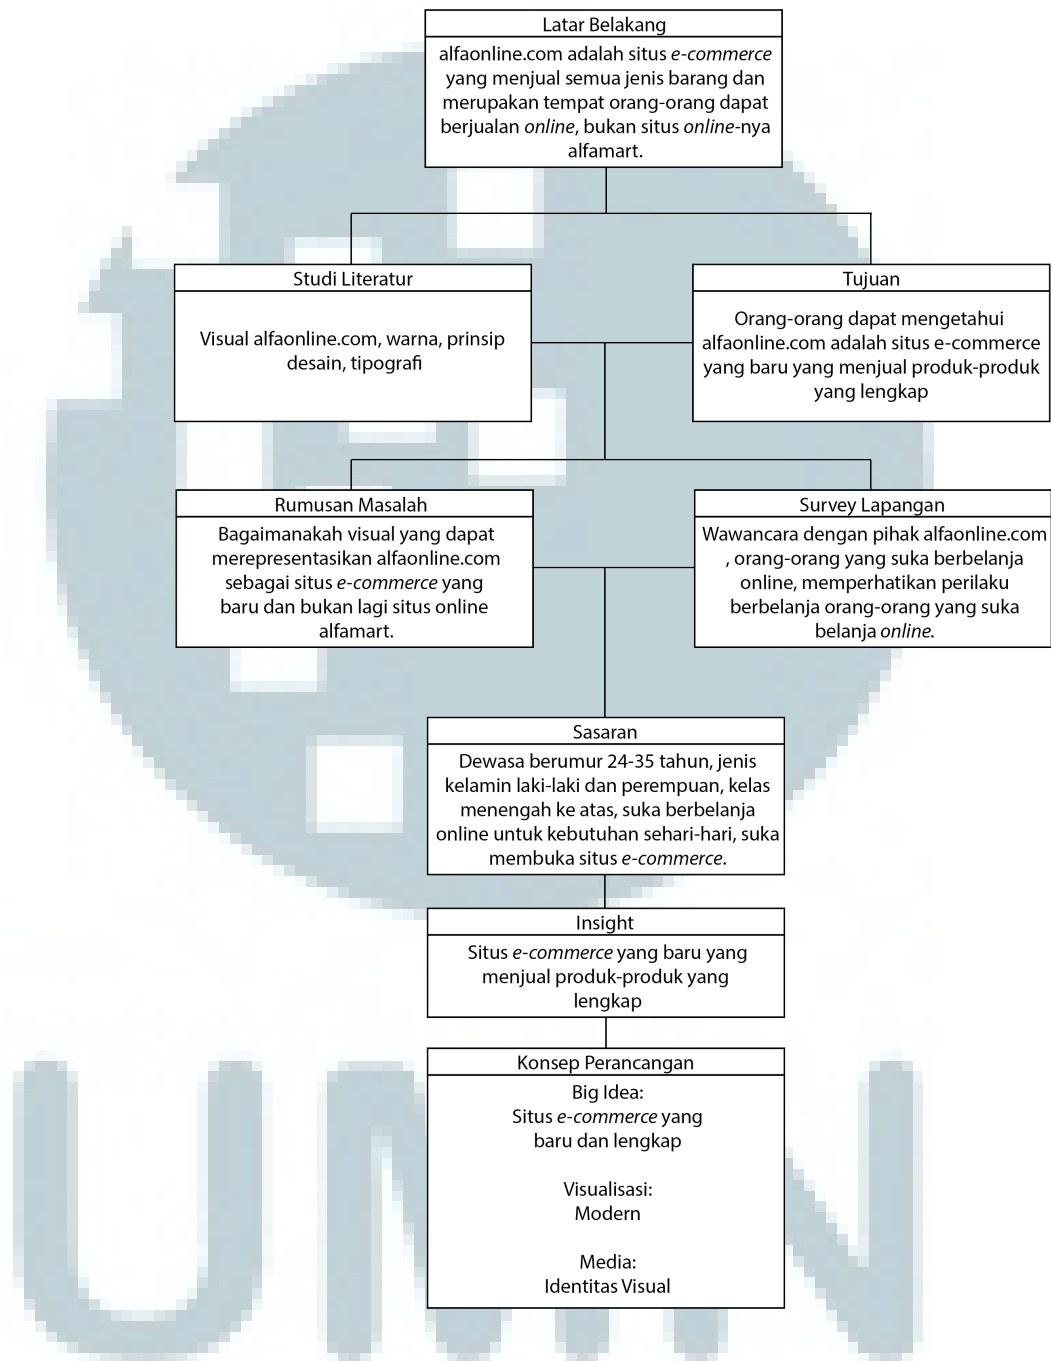 Latar Belakang
alfaonline.com adalah situs e-commerce
yang menjual semua jenis barang dan
merupakan tempat orang-orang dapat
berjualan online, bukan situs online-nya
alfamart.
Studi Literatur
Visual alfaonline.com, warna, prinsip
desain, tipografi
Tujuan
Orang-orang dapat mengetahui
alfaonline.com adalah situs e-commerce
yang baru yang menjual produk-produk
yang lengkap
Rumusan Masalah
Bagaimanakah visual yang dapat
merepresentasikan alfaonline.com
sebagai situs e-commerce yang
baru dan bukan lagi situs online
alfamart.
Survey Lapangan
Wawancara dengan pihak alfaonline.com
, orang-orang yang suka berbelanja
online, memperhatikan perilaku
berbelanja orang-orang yang suka
belanja online.
Sasaran
Dewasa berumur 24-35 tahun, jenis
kelamin laki-laki dan perempuan, kelas
menengah ke atas, suka berbelanja
online untuk kebutuhan sehari-hari, suka
membuka situs e-commerce.
Insight
Situs e-commerce yang baru yang
menjual produk-produk yang
lengkap
Konsep Perancangan
Big Idea:
Situs e-commerce yang
baru dan lengkap
Visualisasi:
Modern
Media:
Identitas Visual
UMN